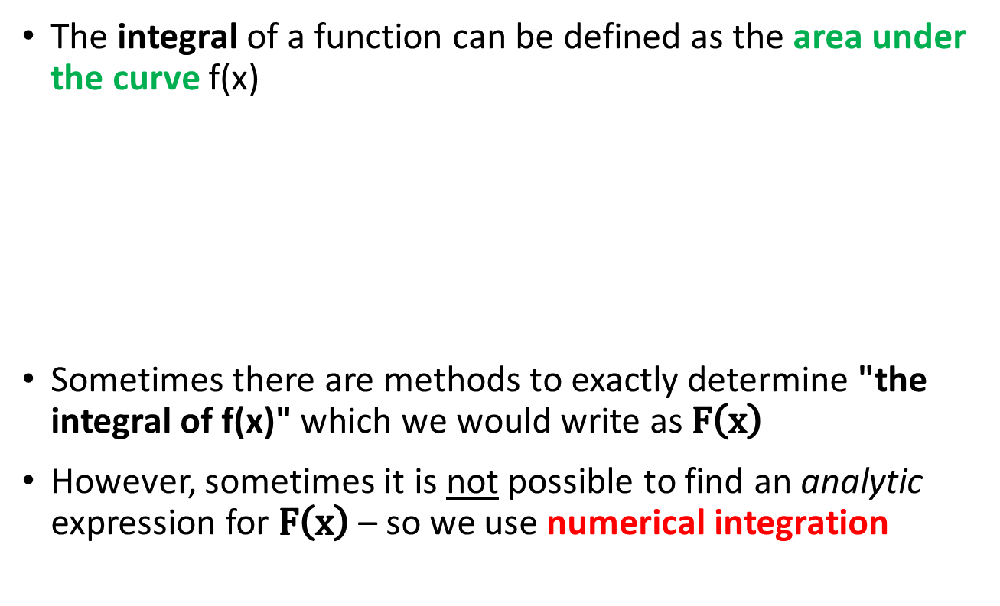 • The integral of a function can be defined as the area under
the curve f(x)
• Sometimes there are methods to exactly determine "the
integral of f(x)" which we would write as F(x)
• However, sometimes it is not possible to find an analytic
expression for F(x) – so we use numerical integration